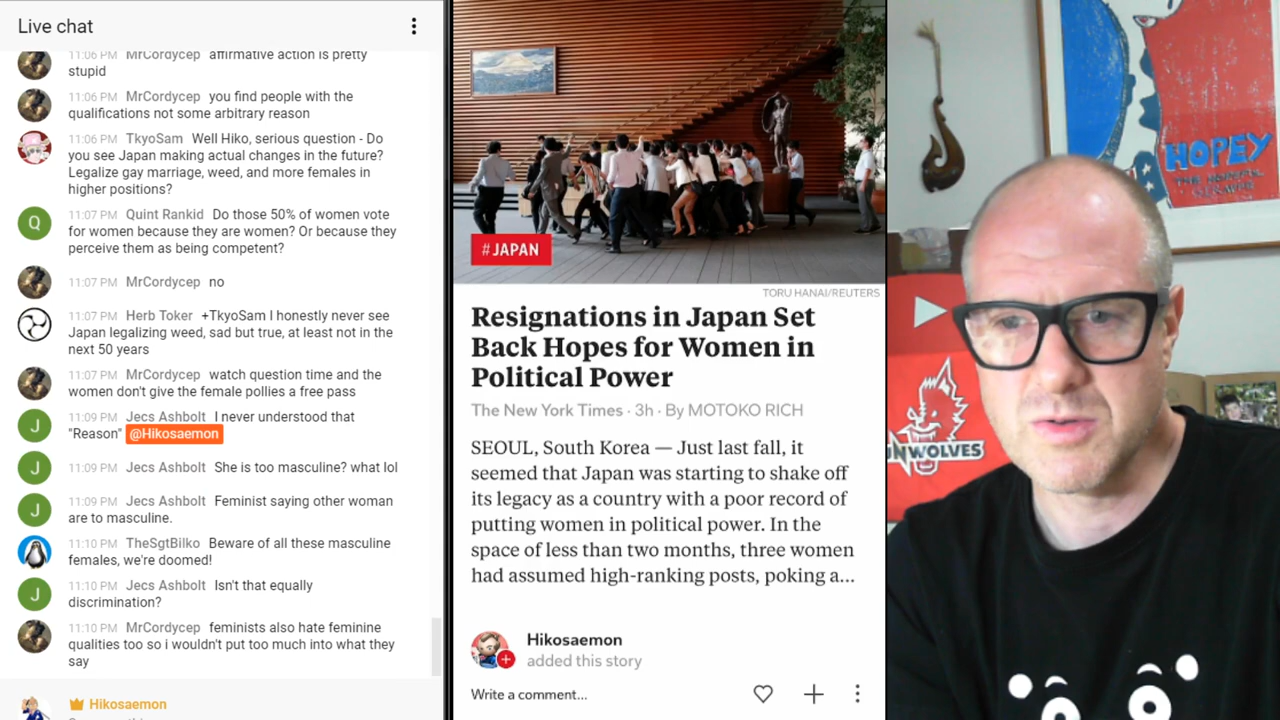 Live chat
11:06 PM MrCordycep affirmative action is pretty
stupid
11:06 PM MrCordycep you find people with the
qualifications not some arbitrary reason
11:06 PM TkyoSam Well Hiko, serious question - Do
you see Japan making actual changes in the future?
Legalize gay marriage, weed, and more females in
higher positions?
Q
11:07 PM Quint Rankid Do those 50% of women vote
for women because they are women? Or because they
perceive them as being competent?
11:07 PM MrCordycep no
11:07 PM Herb Toker +TkyoSam I honestly never see
Japan legalizing weed, sad but true, at least not in the
next 50 years
11:07 PM MrCordycep watch question time and the
women don't give the female pollies a free pass
J
11:09 PM Jecs Ashbolt I never understood that
"Reason" @Hikosaemon
J
11:09 PM Jecs Ashbolt She is too masculine? what lol
J
11:09 PM Jecs Ashbolt Feminist saying other woman
are to masculine.
11:10 PM TheSgtBilko Beware of all these masculine
females, we're doomed!
J
11:10 PM Jecs Ashbolt Isn't that equally
discrimination?
11:10 PM MrCordycep feminists also hate feminine
qualities too so i wouldn't put too much into what they
say
Hikosaemon
#JAPAN
TORU HANAI/REUTERS
Resignations in Japan Set
Back Hopes for Women in
Political Power
The New York Times · 3h · By MOTOKO RICH
SEOUL, South Korea — Just last fall, it
seemed that Japan was starting to shake off
its legacy as a country with a poor record of
putting women in political power. In the
space of less than two months, three women
had assumed high-ranking posts, poking a...
Hikosaemon
added this story
Write a comment...
HOPEY
NWOLVES